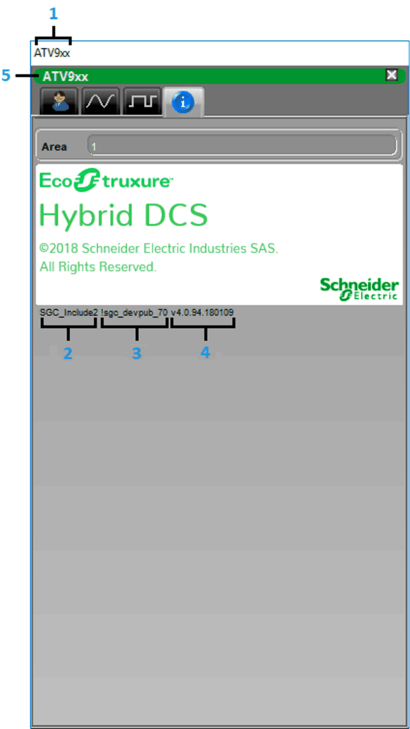 1
ATV9xx
5
ATV9xx
Area 1
EcoStruxure™
Hybrid DCS
©2018 Schneider Electric Industries SAS.
All Rights Reserved.
Schneider
Electric
SGC_Include2 !sgc_devpub_70 v4.0.94.180109
2 3 4